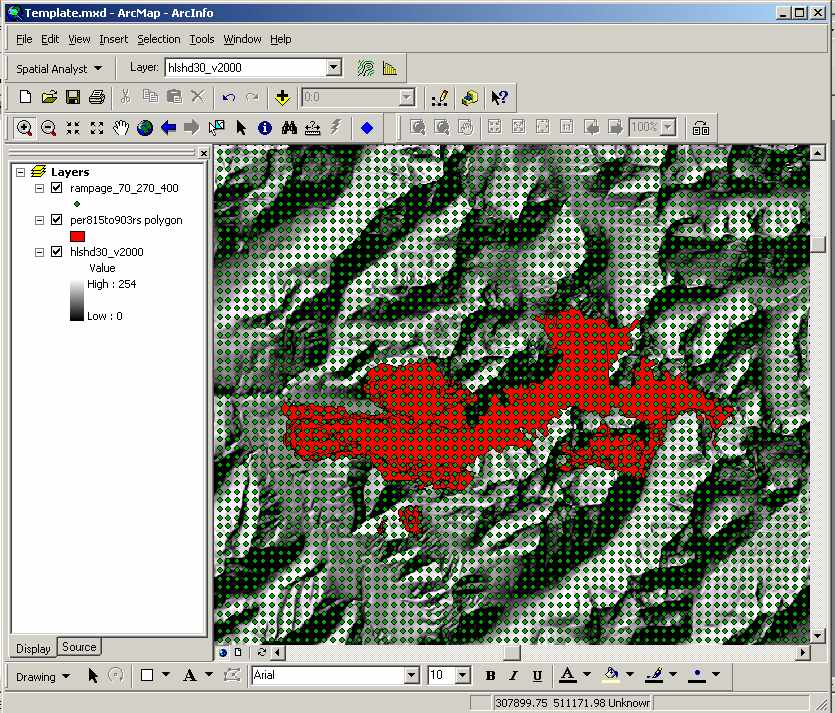 Template.mxd - ArcMap - ArcInfo
File Edit View Insert Selection Tools Window Help
Spatial Analyst Layer: hlshd30_v2000
0:0
100%
Layers
rampage_70_270_400
per815to903rs polygon
hlshd30_v2000
Value
High : 254
Low : 0
Display Source
Drawing A Arial 10 B I U A
307899.75 511171.98 Unknowr